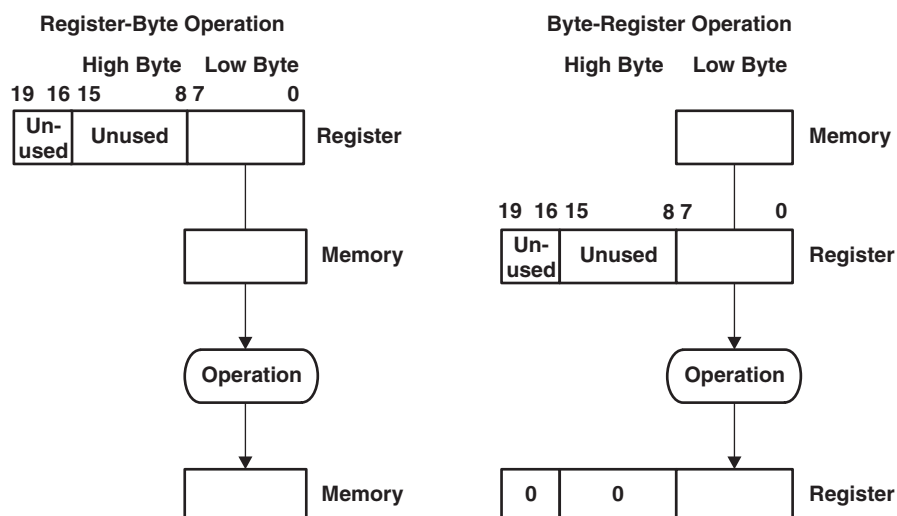 Register-Byte Operation
High Byte Low Byte
19 16 15 8 7 0
Un-
used
Unused
Register
Memory
Operation
Memory
Byte-Register Operation
High Byte Low Byte
Memory
19 16 15 8 7 0
Un-
used
Unused
Register
Operation
0 0 Register